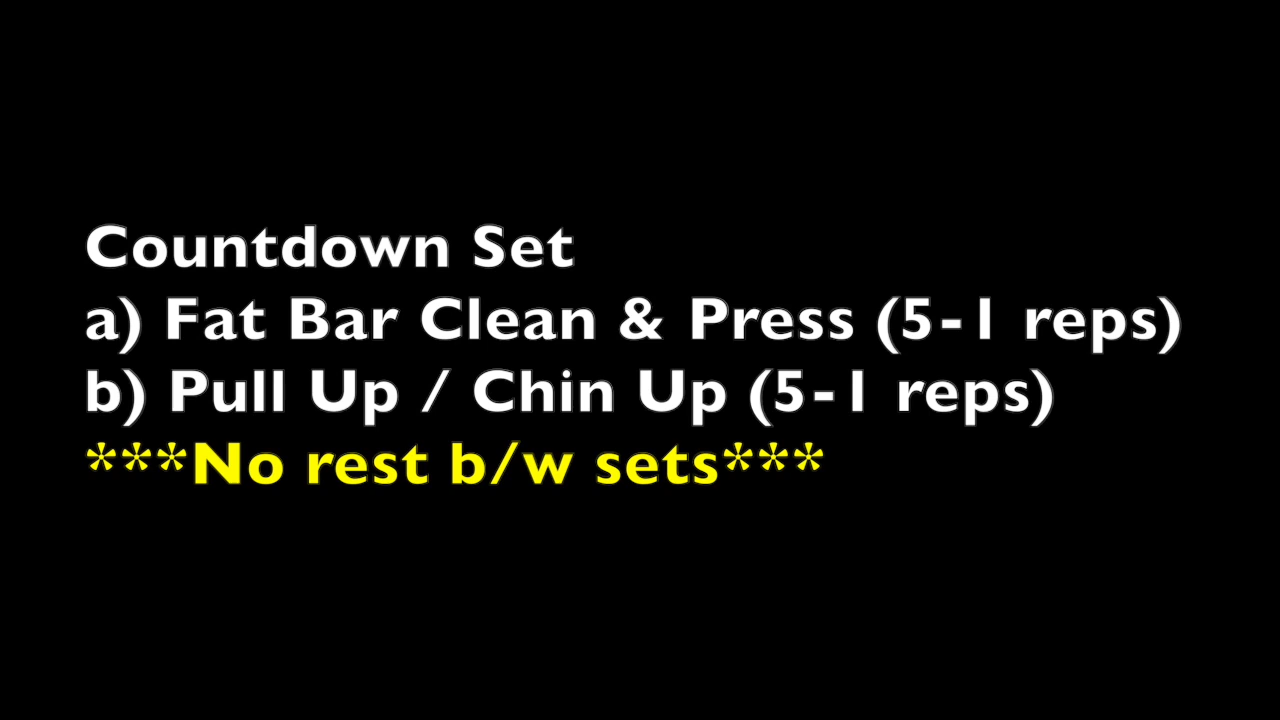 Countdown Set
a) Fat Bar Clean & Press (5-1 reps)
b) Pull Up / Chin Up (5-1 reps)
***No rest b/w sets***